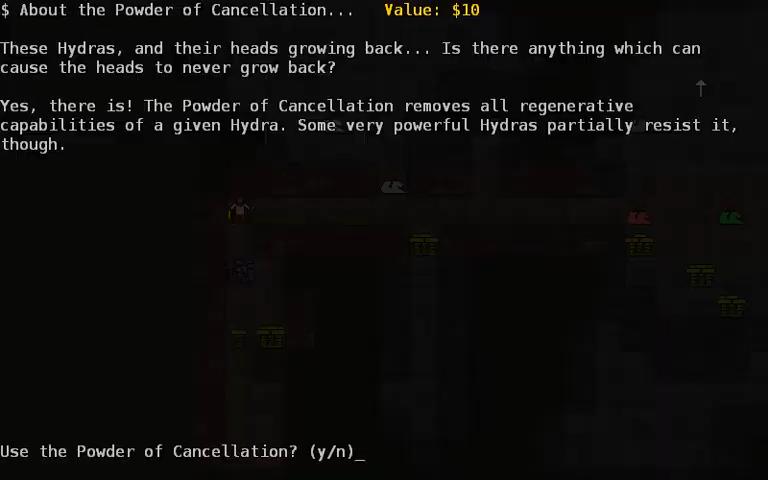 $ About the Powder of Cancellation... Value: $10
These Hydras, and their heads growing back... Is there anything which can
cause the heads to never grow back?
Yes, there is! The Powder of Cancellation removes all regenerative
capabilities of a given Hydra. Some very powerful Hydras partially resist it,
though.
Use the Powder of Cancellation? (y/n)_